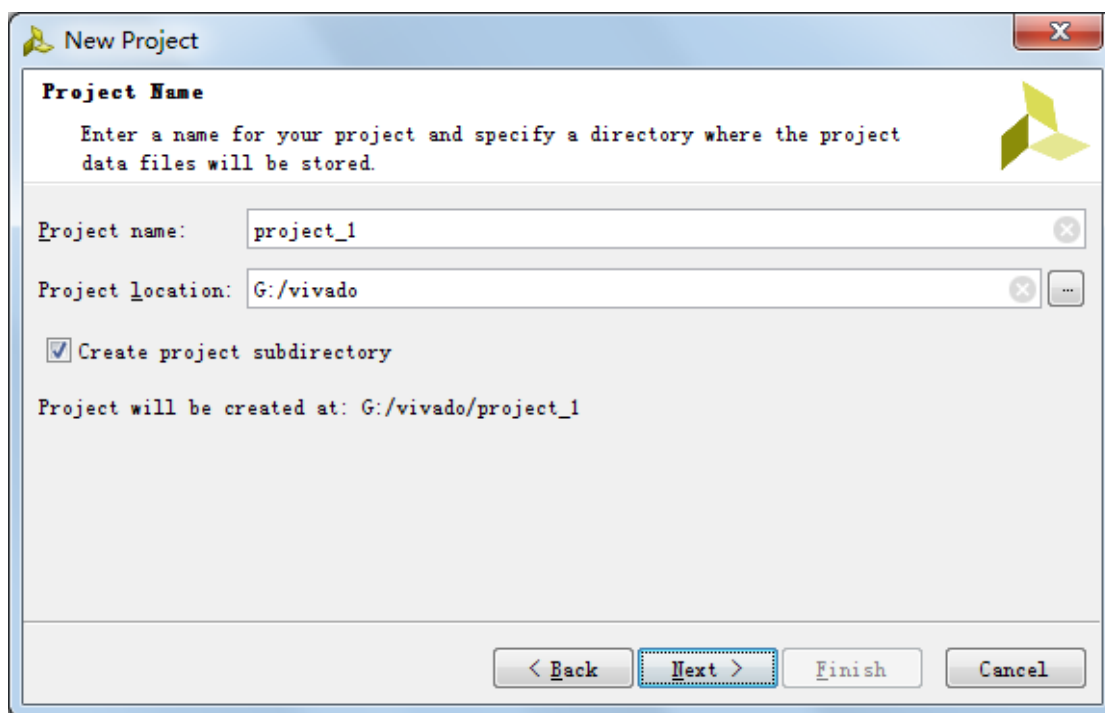 New Project
Project Name
Enter a name for your project and specify a directory where the project
data files will be stored.
Project name: project_1
Project location: G:/vivado ...
Create project subdirectory
Project will be created at: G:/vivado/project_1
< Back Next > Finish Cancel